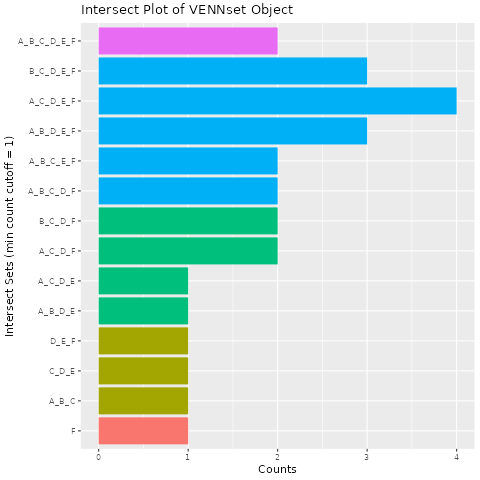 Intersect Plot of VENNset Object
Intersect Sets (min count cutoff = 1)
A_B_C_D_E_F
B_C_D_E_F
A_C_D_E_F
A_B_D_E_F
A_B_C_E_F
A_B_C_D_F
B_C_D_F
A_C_D_F
A_C_D_E
A_B_D_E
D_E_F
C_D_E
A_B_C
F
0 1 2 3 4
Counts